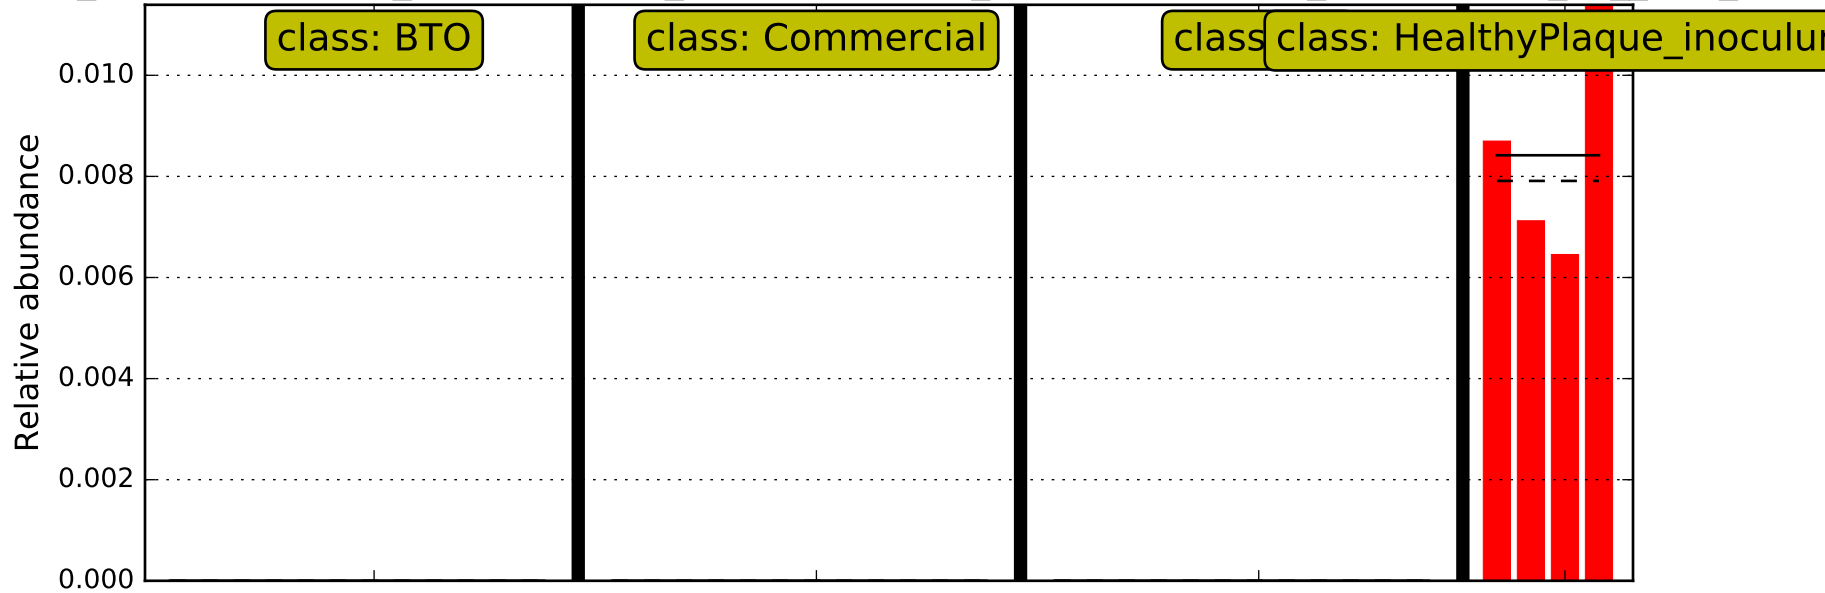 class: BTO
class: Commercial
class
class: HealthyPlaque_inoculu
0.010
0.008
0.006
0.004
0.002
0.000
Relative abundance